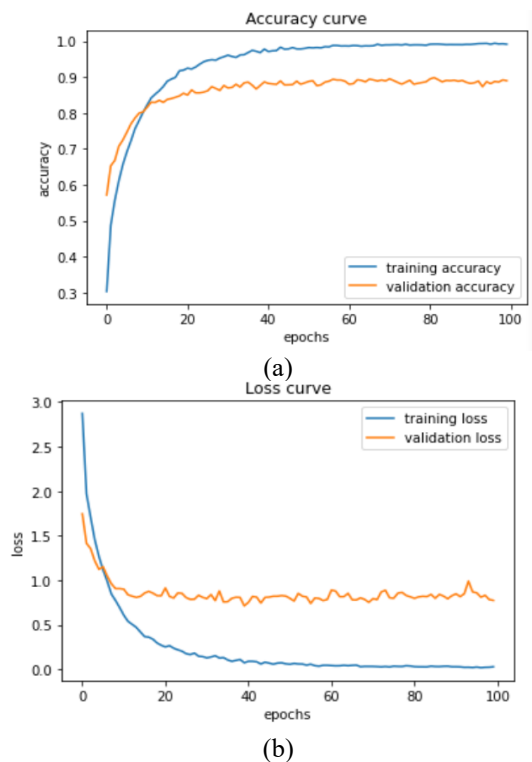 Accuracy curve
1.0
0.9
0.8
0.7
0.6
0.5
0.4
0.3
accuracy
training accuracy
validation accuracy
0 20 40 60 80 100
epochs
(a)
Loss curve
3.0
2.5
2.0
1.5
1.0
0.5
0.0
loss
training loss
validation loss
0 20 40 60 80 100
epochs
(b)